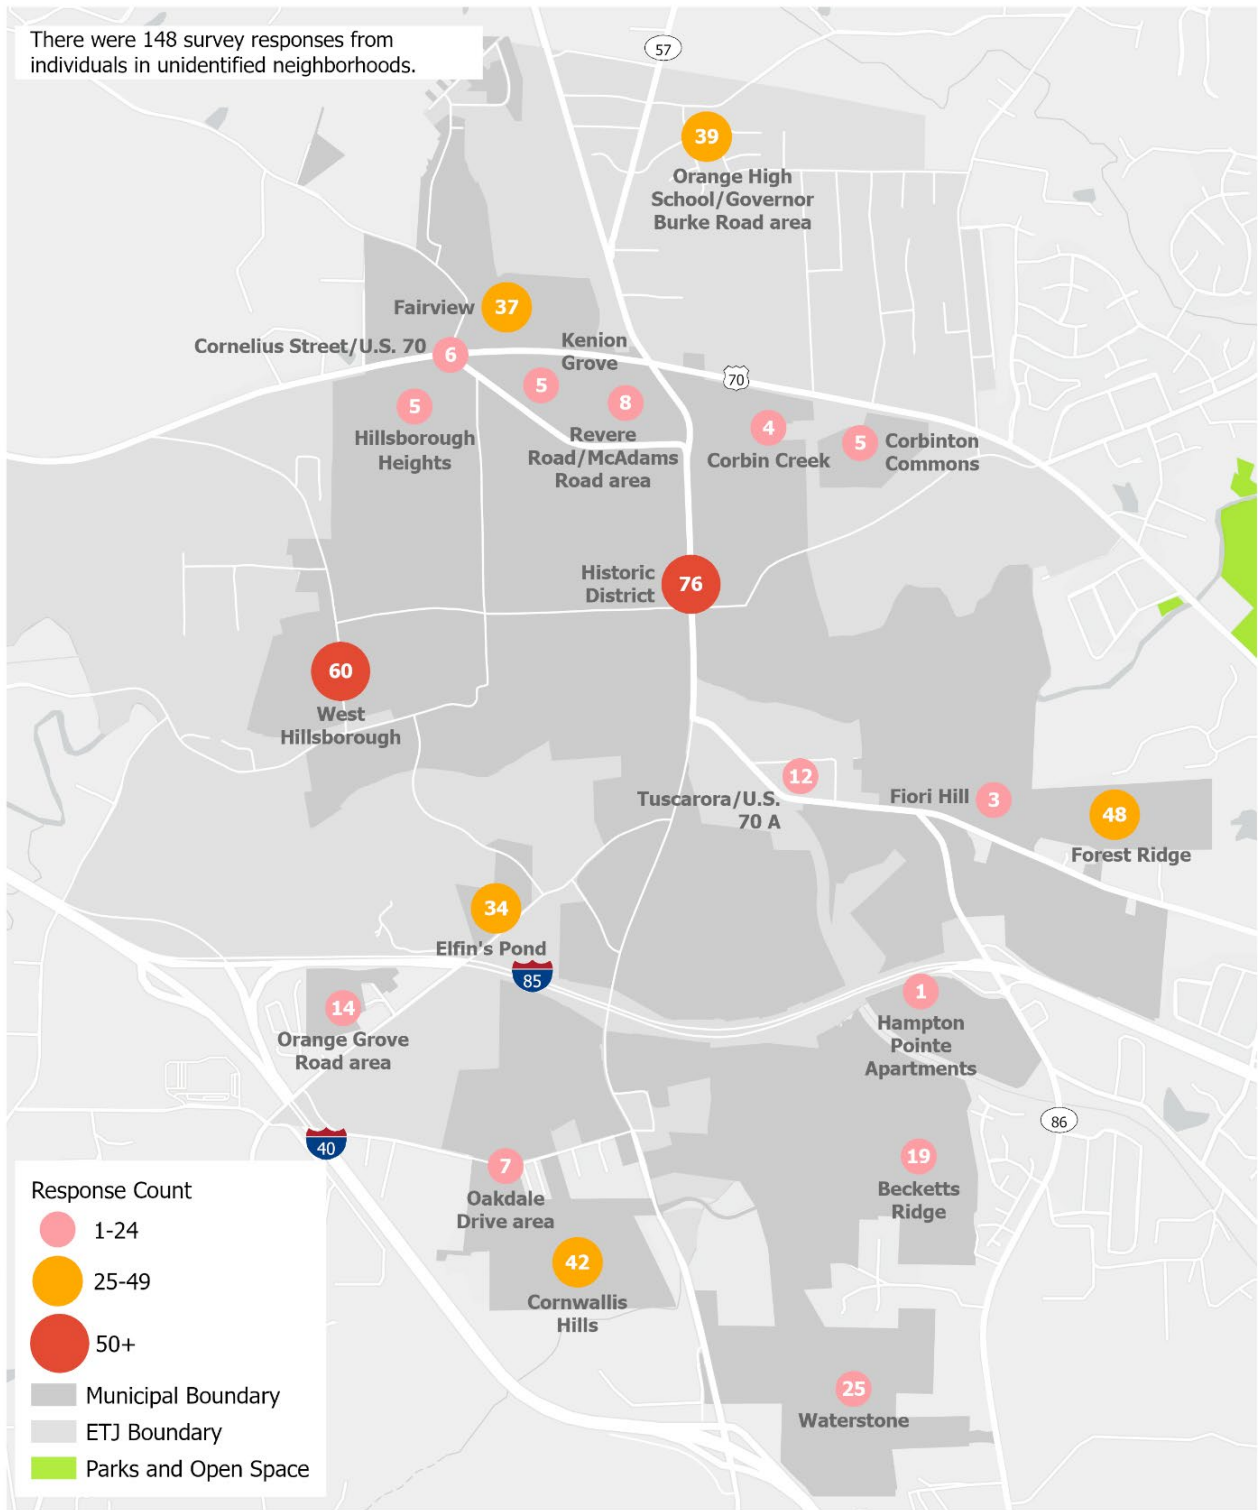 There were 148 survey responses from
individuals in unidentified neighborhoods.
57
39
Orange High
School/Governor
Burke Road area
Fairview
37
Cornelius Street/U.S. 70
6
Kenion
Grove
5
70
5
Hillsborough
Heights
8
Revere
Road/McAdams
Road area
4
Corbin Creek
5
Corbinton
Commons
Historic
District
76
60
West
Hillsborough
12
Tuscarora/U.S.
70 A
Fiori Hill
3
48
Forest Ridge
34
Elfin's Pond
85
14
Orange Grove
Road area
1
Hampton
Pointe
Apartments
86
40
7
Oakdale
Drive area
19
Becketts
Ridge
42
Cornwallis
Hills
25
Waterstone
Response Count
1-24
25-49
50+
Municipal Boundary
ETJ Boundary
Parks and Open Space